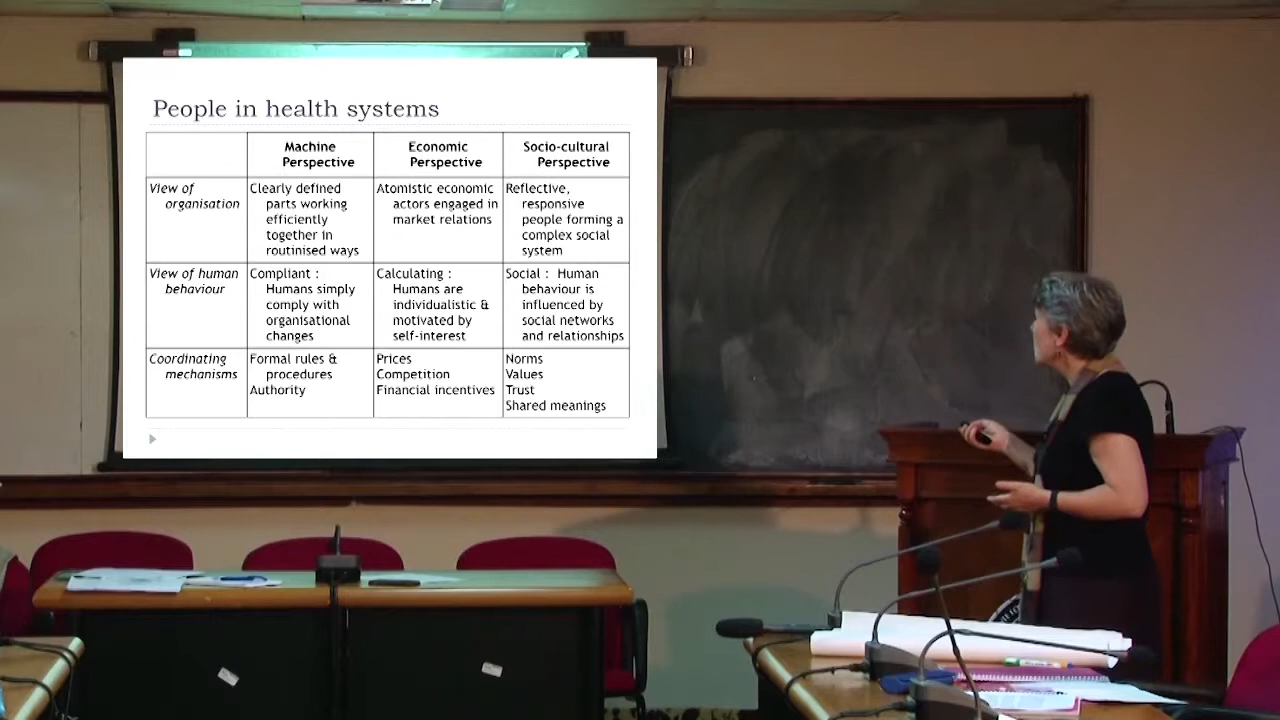 People in health systems
Machine
Perspective
Economic
Perspective
Socio-cultural
Perspective
View of
organisation
Clearly defined
parts working
efficiently
together in
routinised ways
Atomistic economic
actors engaged in
market relations
Reflective,
responsive
people forming a
complex social
system
View of human
behaviour
Compliant :
Humans simply
comply with
organisational
changes
Calculating :
Humans are
individualistic &
motivated by
self-interest
Social : Human
behaviour is
influenced by
social networks
and relationships
Coordinating
mechanisms
Formal rules &
procedures
Authority
Prices
Competition
Financial incentives
Norms
Values
Trust
Shared meanings